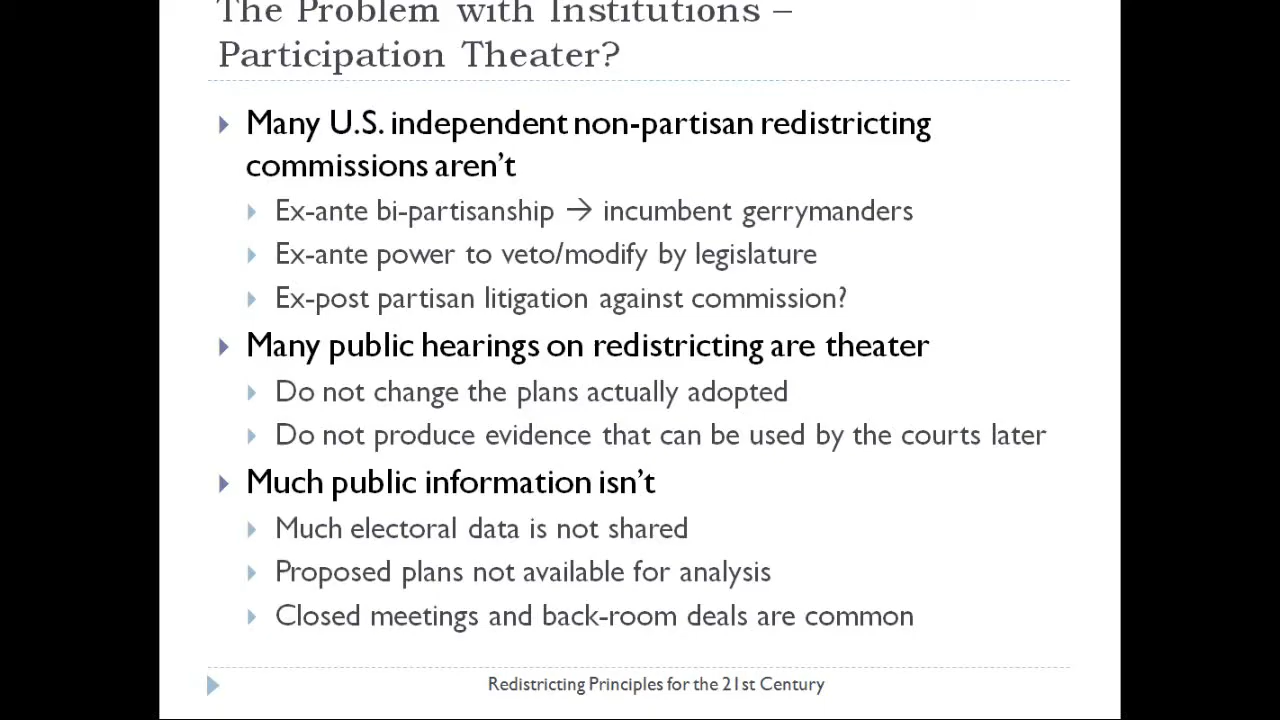 The Problem with Institutions –
Participation Theater?
Many U.S. independent non-partisan redistricting
commissions aren’t
Ex-ante bi-partisanship → incumbent gerrymanders
Ex-ante power to veto/modify by legislature
Ex-post partisan litigation against commission?
Many public hearings on redistricting are theater
Do not change the plans actually adopted
Do not produce evidence that can be used by the courts later
Much public information isn’t
Much electoral data is not shared
Proposed plans not available for analysis
Closed meetings and back-room deals are common
Redistricting Principles for the 21st Century